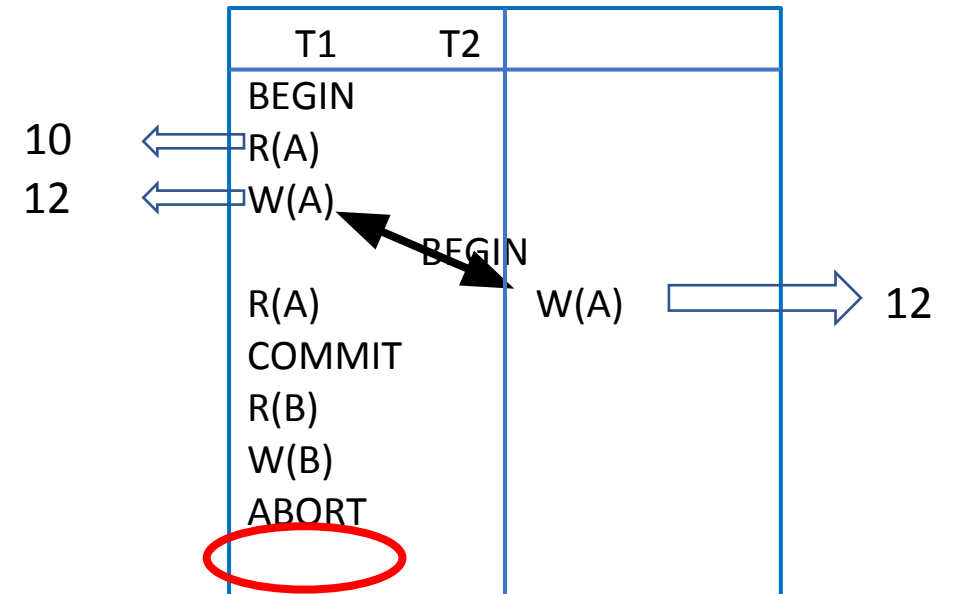 T1 T2
BEGIN
10 R(A)
12 W(A)
BEGIN
R(A) W(A) 12
COMMIT
R(B)
W(B)
ABORT